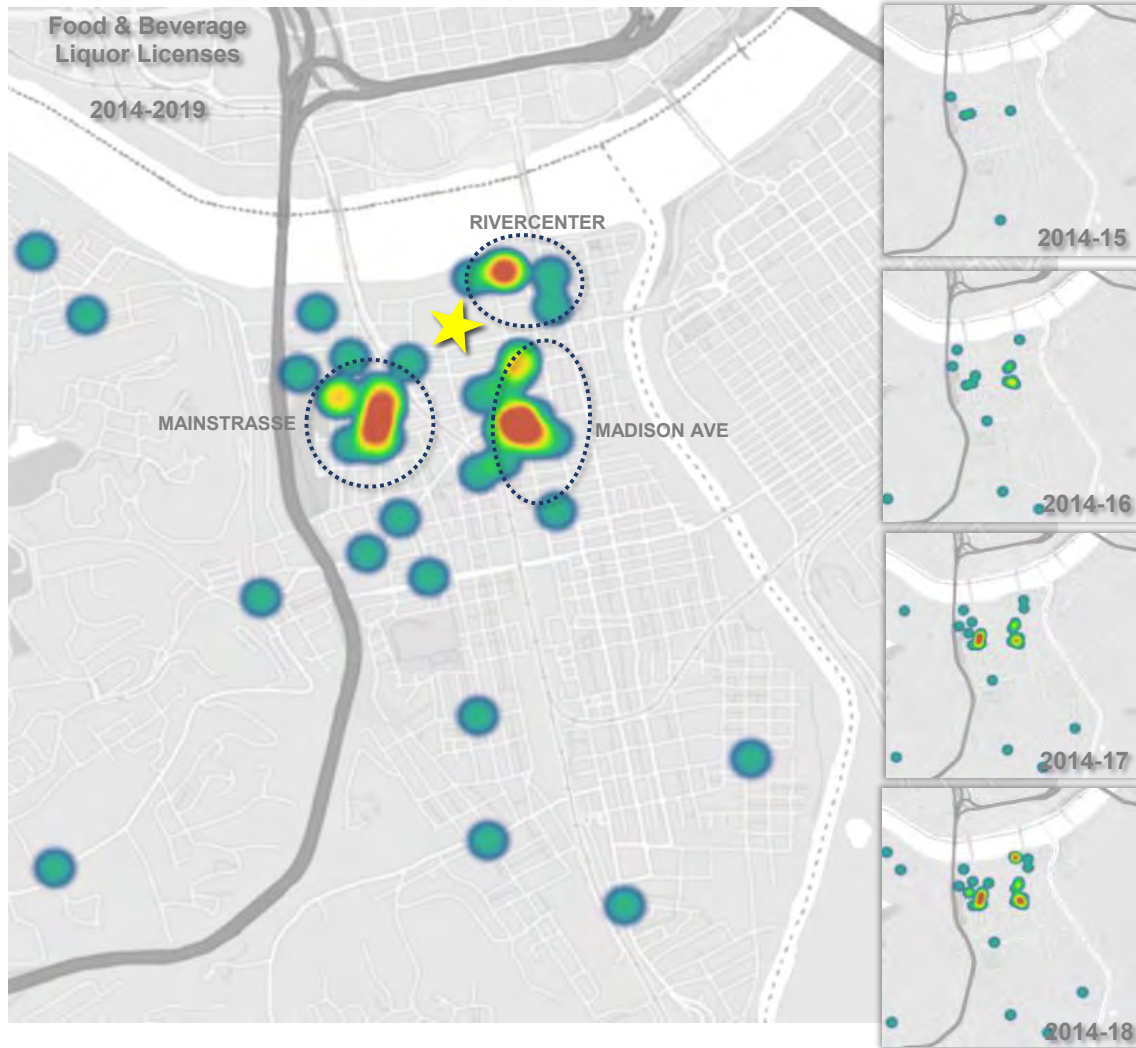 Food & Beverage
Liquor Licenses
2014-2019
RIVERCENTER
MAINSTRASSE
MADISON AVE
2014-15
2014-16
2014-17
2014-18